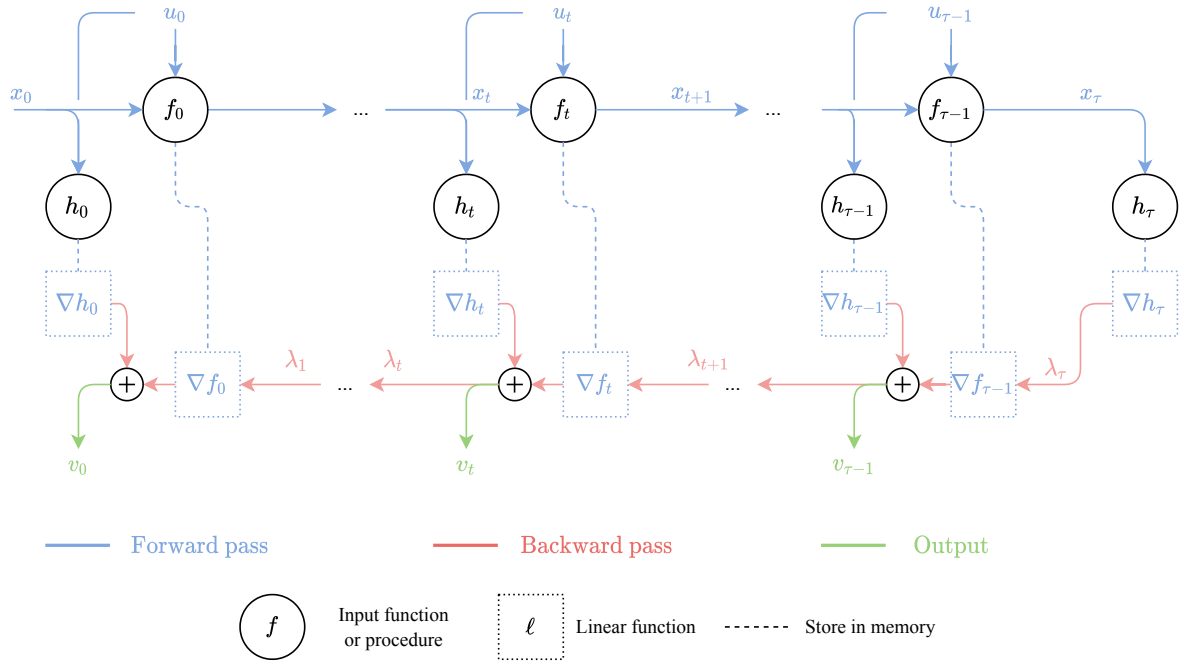 u_0 u_t u_{τ−1}
x_0 f_0 ... x_t f_t x_{t+1} ... f_{τ−1} x_τ
h_0 h_t h_{τ−1} h_τ
∇h_0 ∇h_t ∇h_{τ−1} ∇h_τ
+ ∇f_0 λ_1 ... λ_t + ∇f_t λ_{t+1} ... + ∇f_{τ−1} λ_τ
v_0 v_t v_{τ−1}
Forward pass Backward pass Output
f Input function
or procedure
ℓ Linear function Store in memory